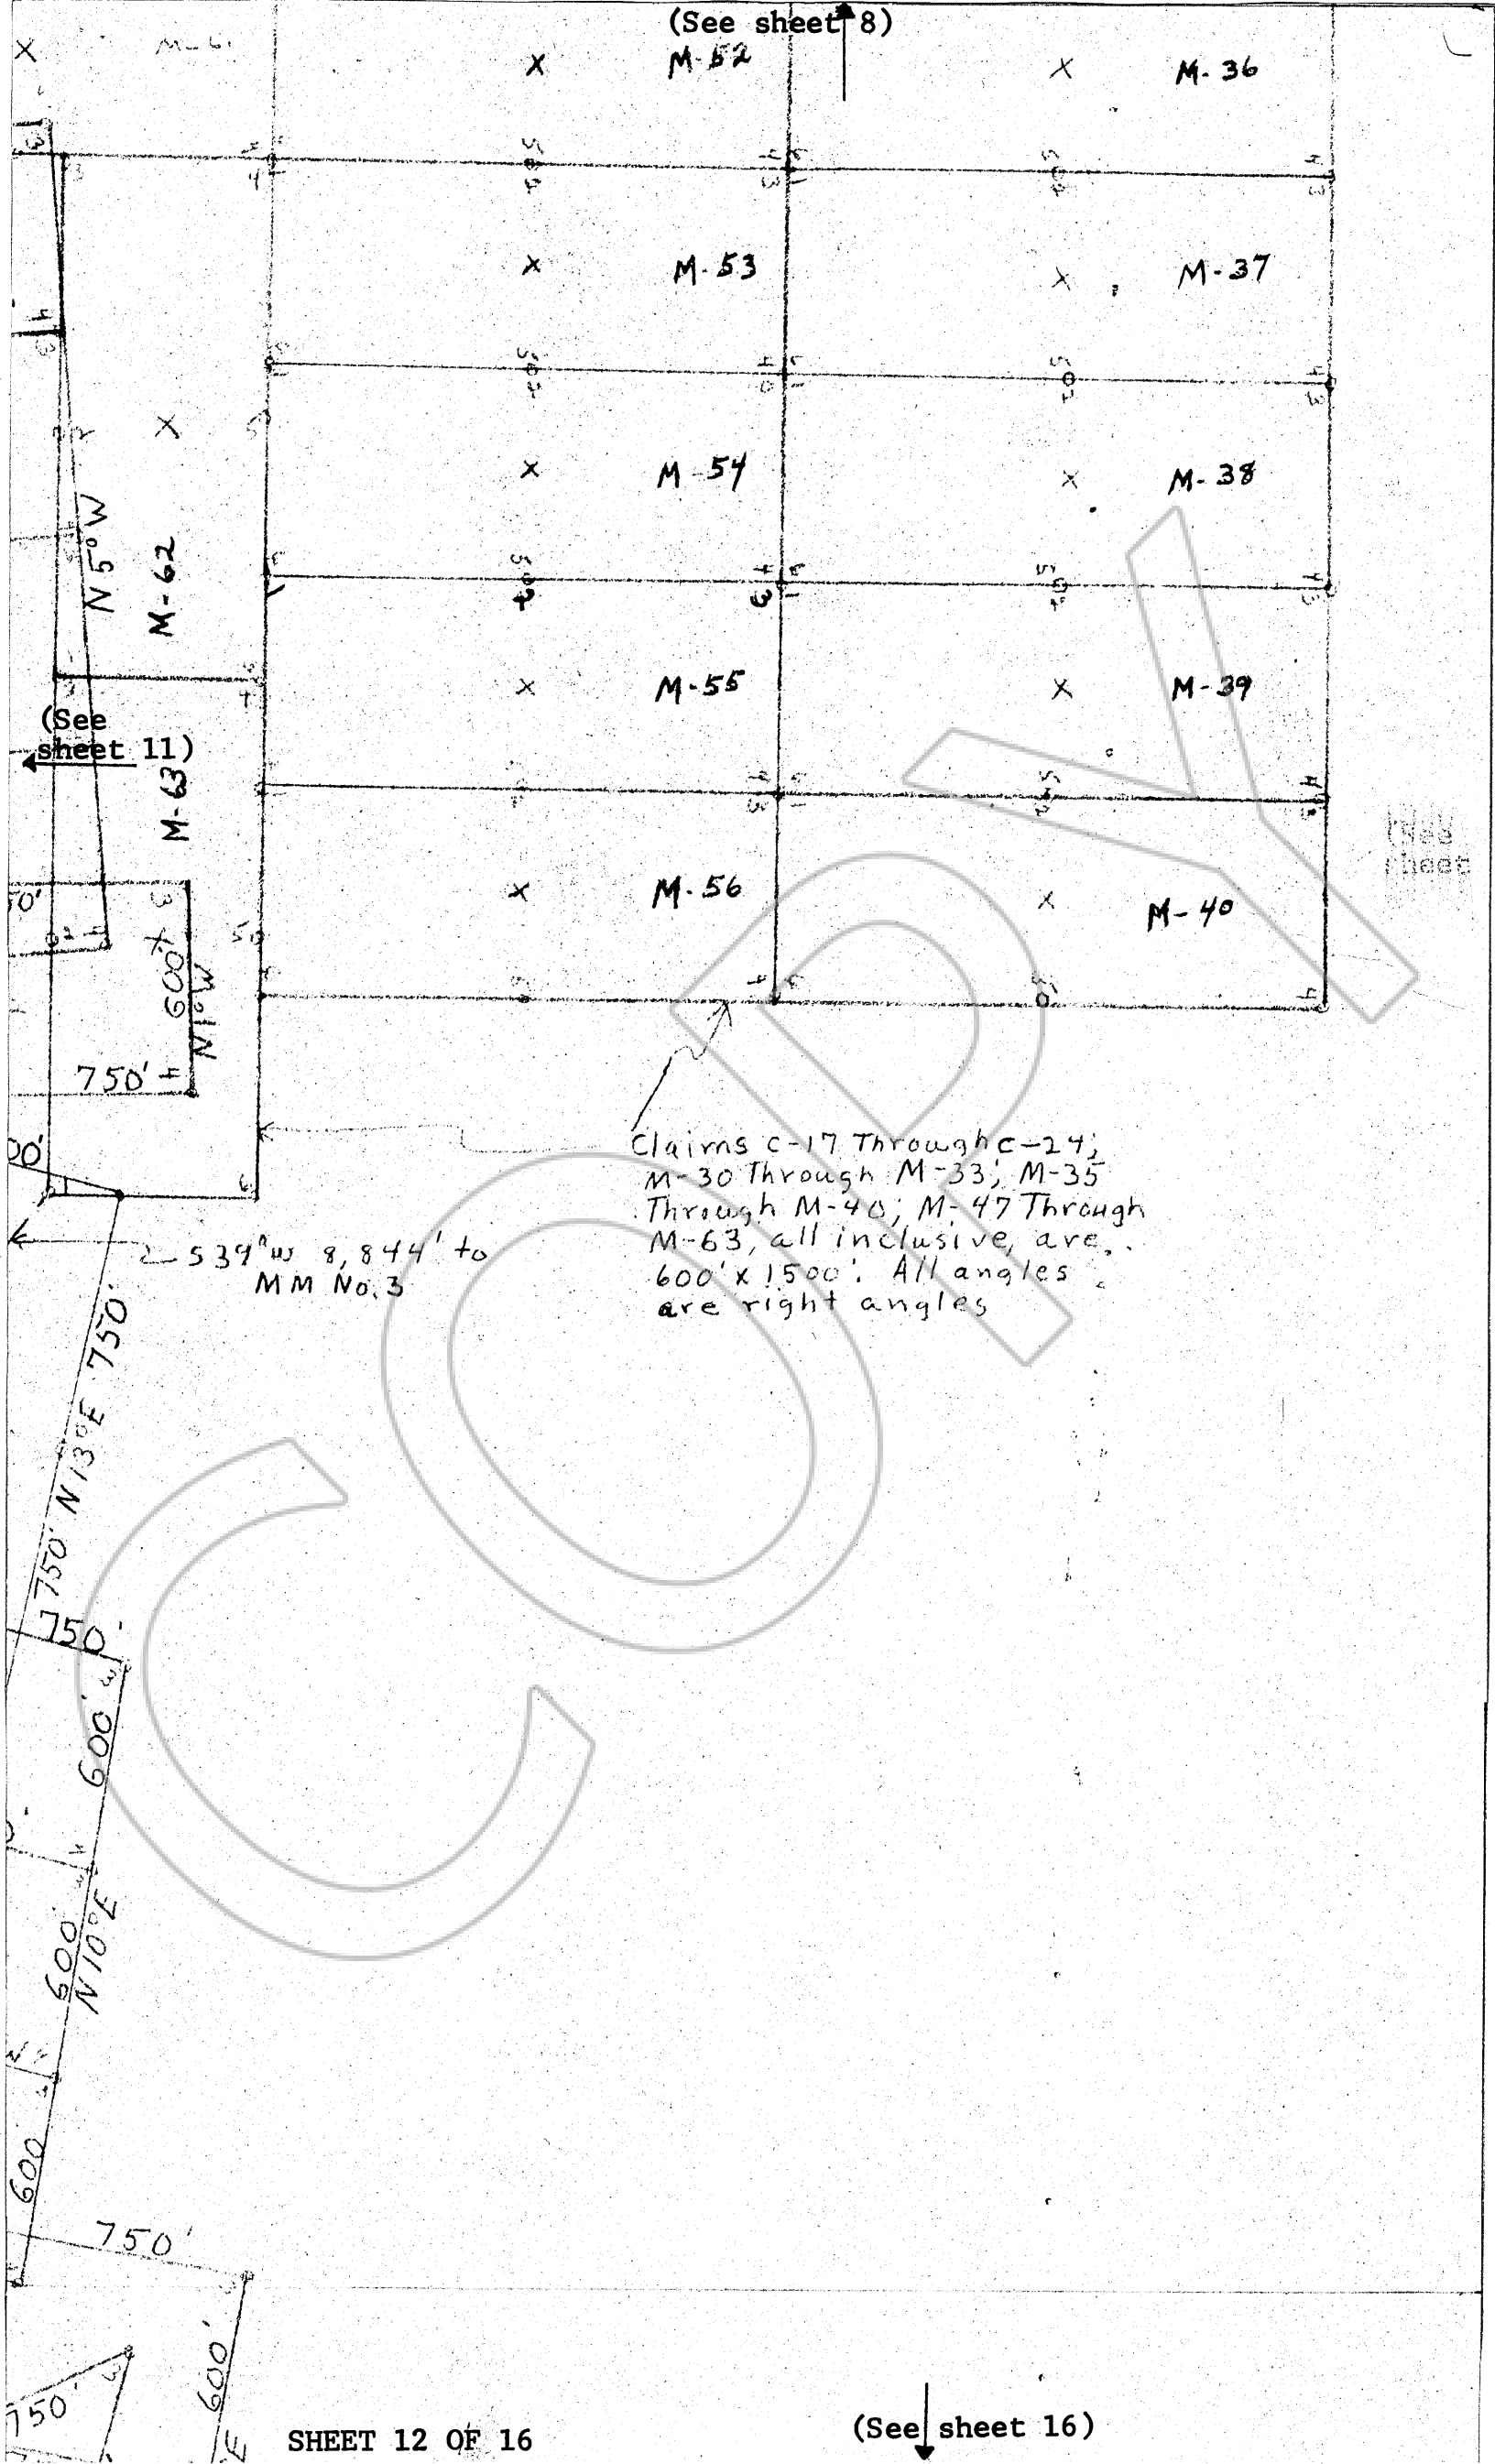 (See sheet 8)
X
X M-52
X M-36
X M-53
X M-37
X
X M-54
X M-38
N 5° W
M-62
X M-55
X M-39
(See
sheet 11)
M-63
X M-56
X M-40
50'
600'
N 1° W
750'
00'
Claims C-17 Through C-24;
M-30 Through M-33; M-35
Through M-40; M-47 Through
M-63, all inclusive, are
600' x 1500'. All angles
are right angles
8,844' to
MM No. 3
750' N 13° E 750'
750'
600'
600'
N 10° E
600
750'
600'
750'
E
COPY
SHEET 12 OF 16
(See sheet 16)